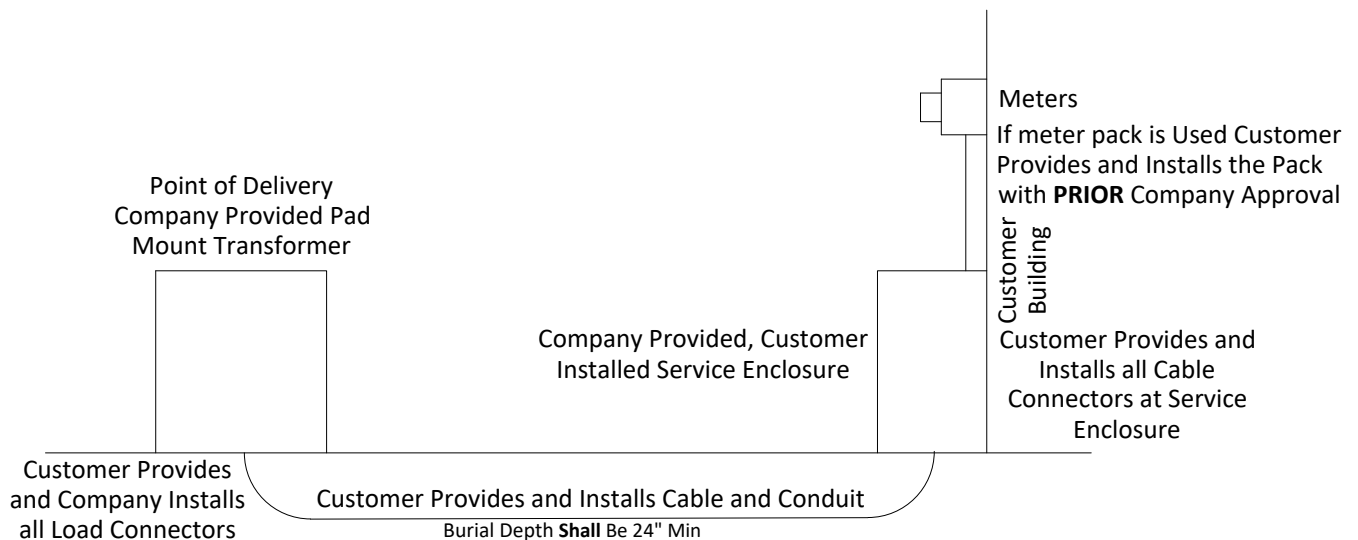 Meters
If meter pack is Used Customer
Provides and Installs the Pack
with PRIOR Company Approval
Point of Delivery
Company Provided Pad
Mount Transformer
Customer
Building
Company Provided, Customer
Installed Service Enclosure
Customer Provides and
Installs all Cable
Connectors at Service
Enclosure
Customer Provides
and Company Installs
all Load Connectors
Customer Provides and Installs Cable and Conduit
Burial Depth Shall Be 24" Min